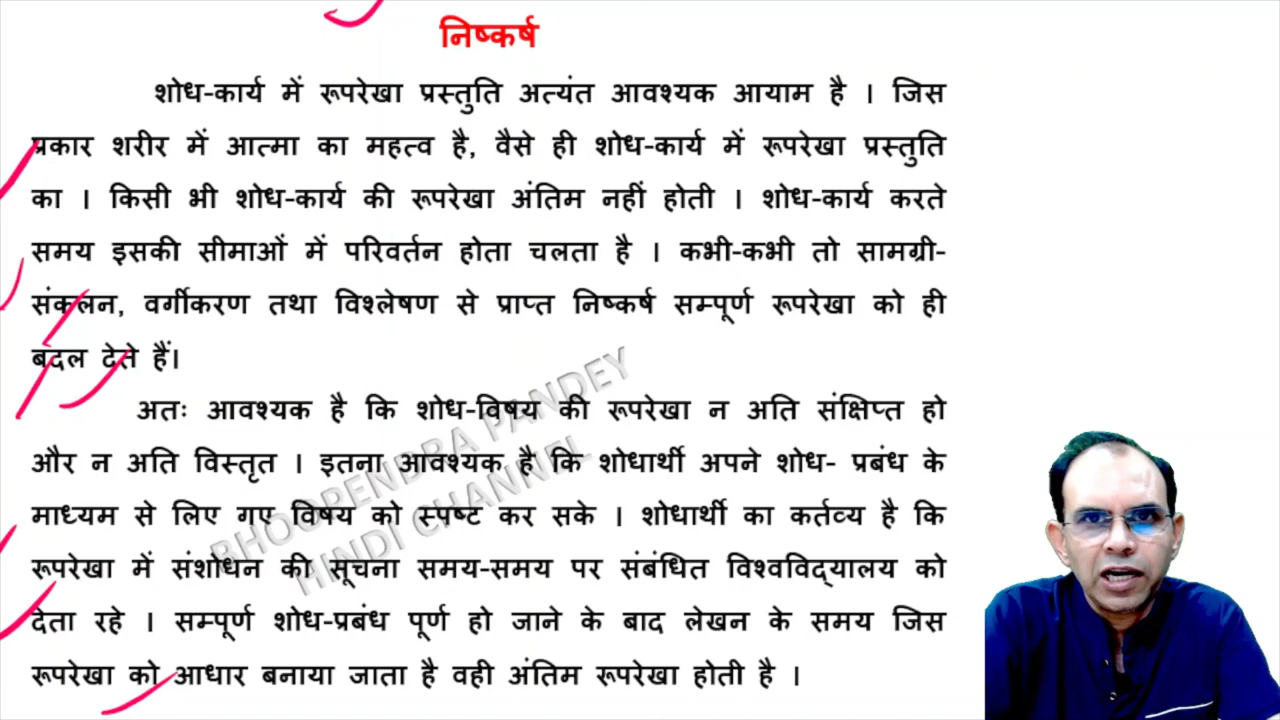 निष्कर्ष
शोध-कार्य में रूपरेखा प्रस्तुति अत्यंत आवश्यक आयाम है । जिस
प्रकार शरीर में आत्मा का महत्व है, वैसे ही शोध-कार्य में रूपरेखा प्रस्तुति
का । किसी भी शोध-कार्य की रूपरेखा अंतिम नहीं होती । शोध-कार्य करते
समय इसकी सीमाओं में परिवर्तन होता चलता है । कभी-कभी तो सामग्री-
संकलन, वर्गीकरण तथा विश्लेषण से प्राप्त निष्कर्ष सम्पूर्ण रूपरेखा को ही
बदल देते हैं।
अतः आवश्यक है कि शोध-विषय की रूपरेखा न अति संक्षिप्त हो
और न अति विस्तृत । इतना आवश्यक है कि शोधार्थी अपने शोध- प्रबंध के
माध्यम से लिए गए विषय को स्पष्ट कर सके । शोधार्थी का कर्तव्य है कि
रूपरेखा में संशोधन की सूचना समय-समय पर संबंधित विश्वविद्यालय को
देता रहे । सम्पूर्ण शोध-प्रबंध पूर्ण हो जाने के बाद लेखन के समय जिस
रूपरेखा को आधार बनाया जाता है वही अंतिम रूपरेखा होती है ।
BHOOPENDRA PANDEY
HINDI CHANNEL